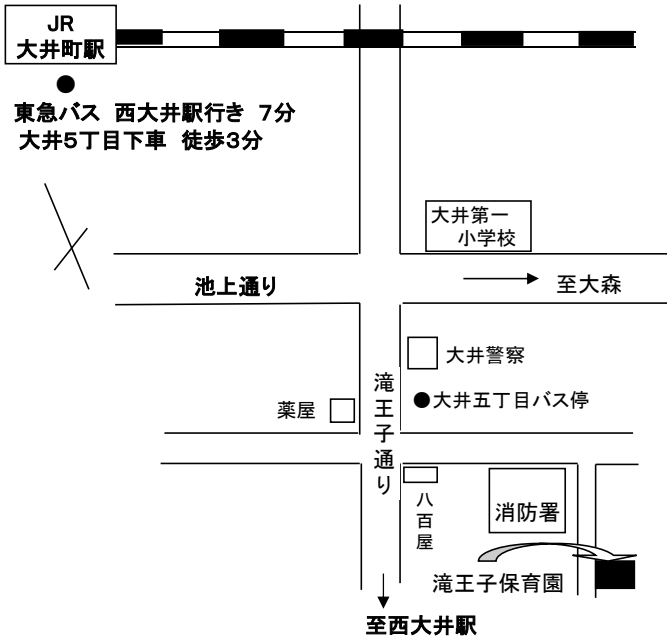 JR
大井町駅
東急バス 西大井駅行き 7分
大井5丁目下車 徒歩3分
大井第一
小学校
池上通り
至大森
大井警察
滝王子通り
薬屋
●大井五丁目バス停
八百屋
消防署
滝王子保育園
至西大井駅